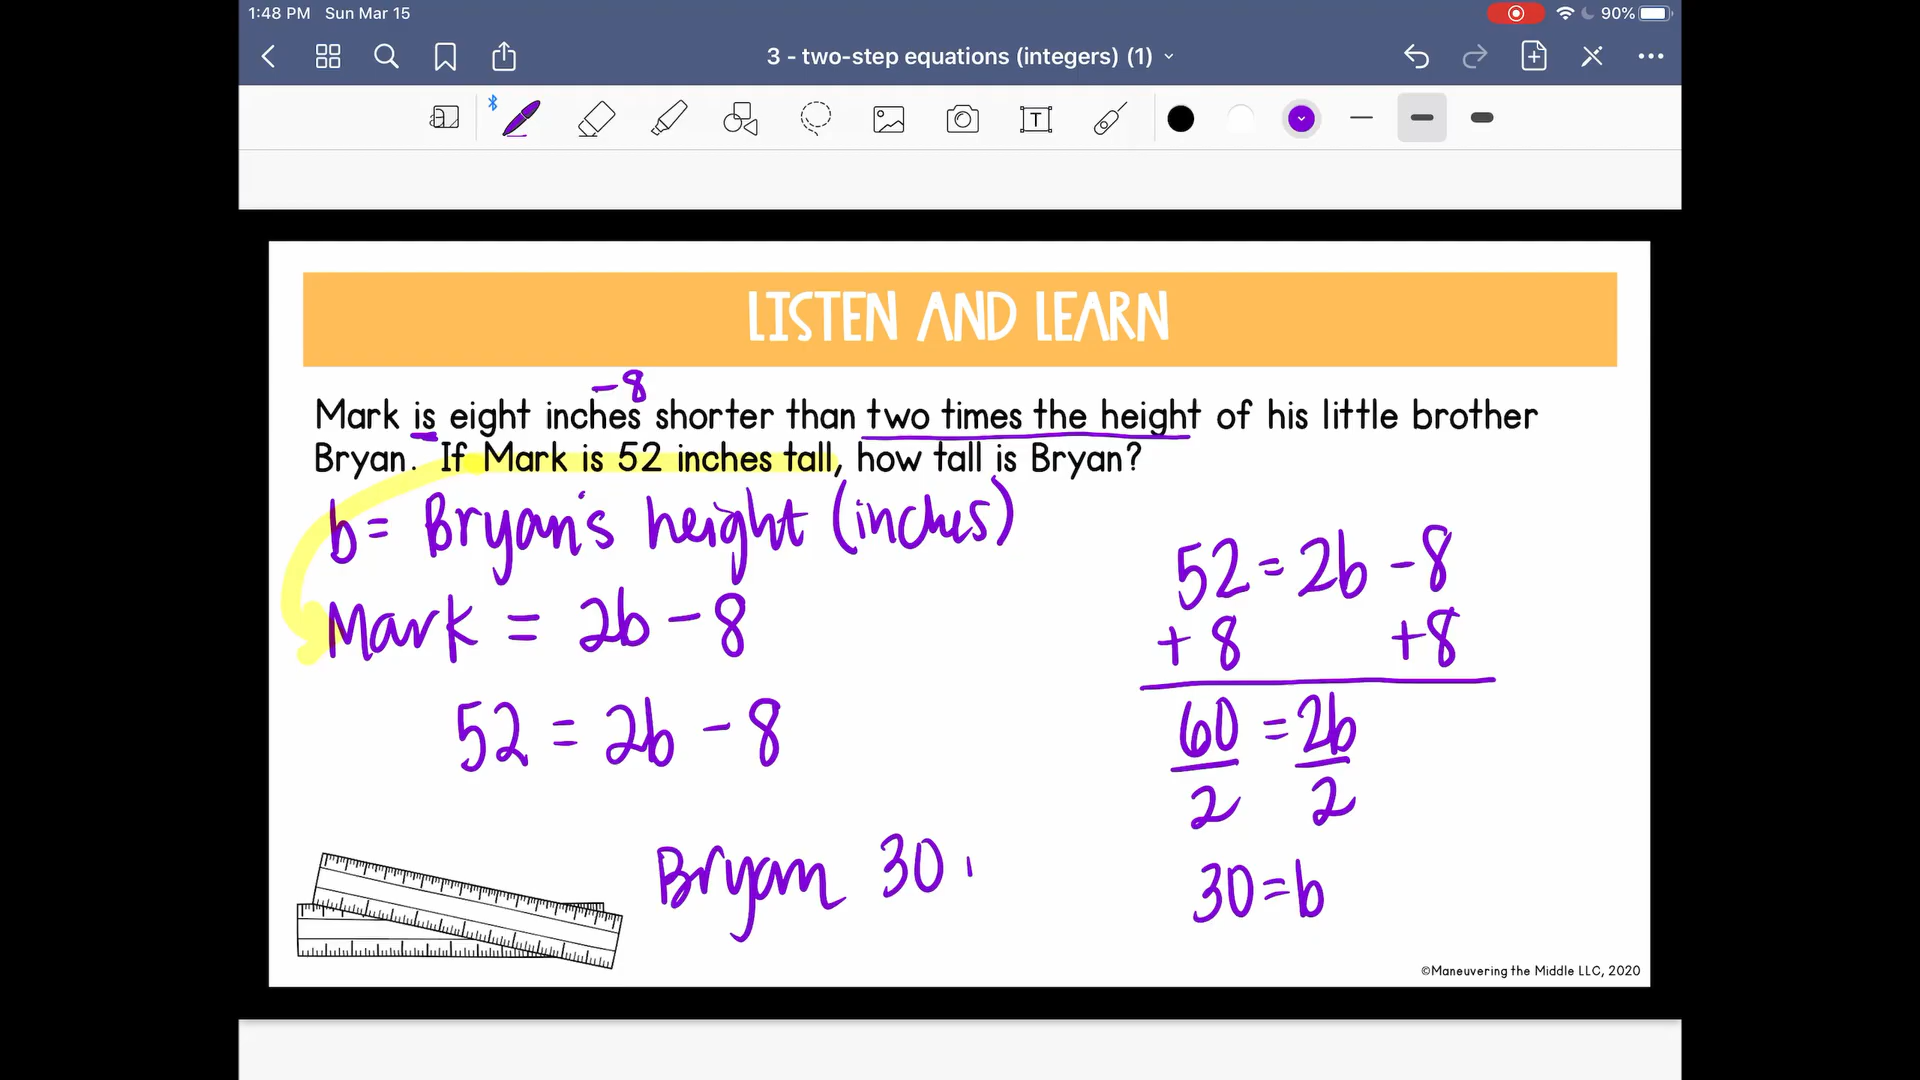 1:48 PM Sun Mar 15
90%
3 - two-step equations (integers) (1)
T
LISTEN AND LEARN
-8
Mark is eight inches shorter than two times the height of his little brother
Bryan. If Mark is 52 inches tall, how tall is Bryan?
b = Bryan's height (inches)
Mark = 2b - 8
52 = 2b - 8
Bryan 30
52 = 2b - 8
+ 8 +8
60 = 2b
2 2
30 = b
©Maneuvering the Middle LLC, 2020